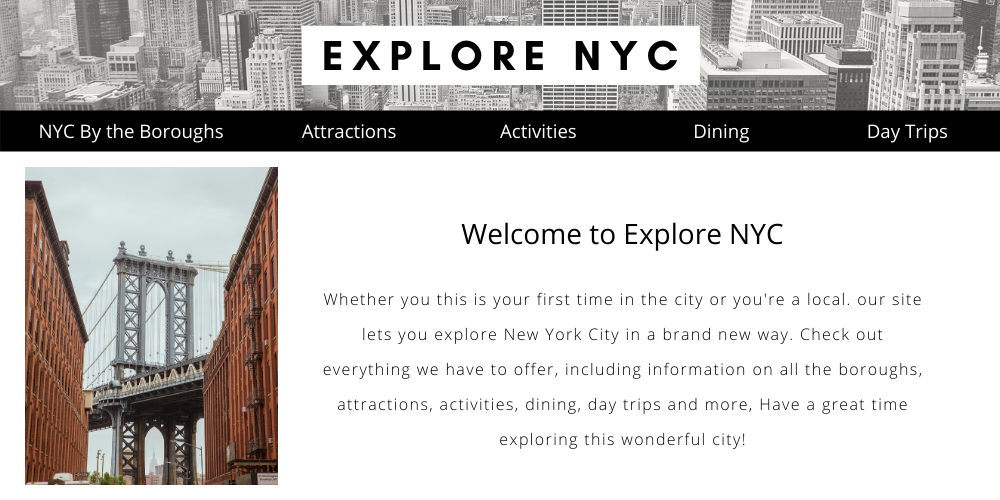 EXPLORE NYC
NYC By the Boroughs Attractions Activities Dining Day Trips
Welcome to Explore NYC
Whether you this is your first time in the city or you're a local. our site
lets you explore New York City in a brand new way. Check out
everything we have to offer, including information on all the boroughs,
attractions, activities, dining, day trips and more, Have a great time
exploring this wonderful city!